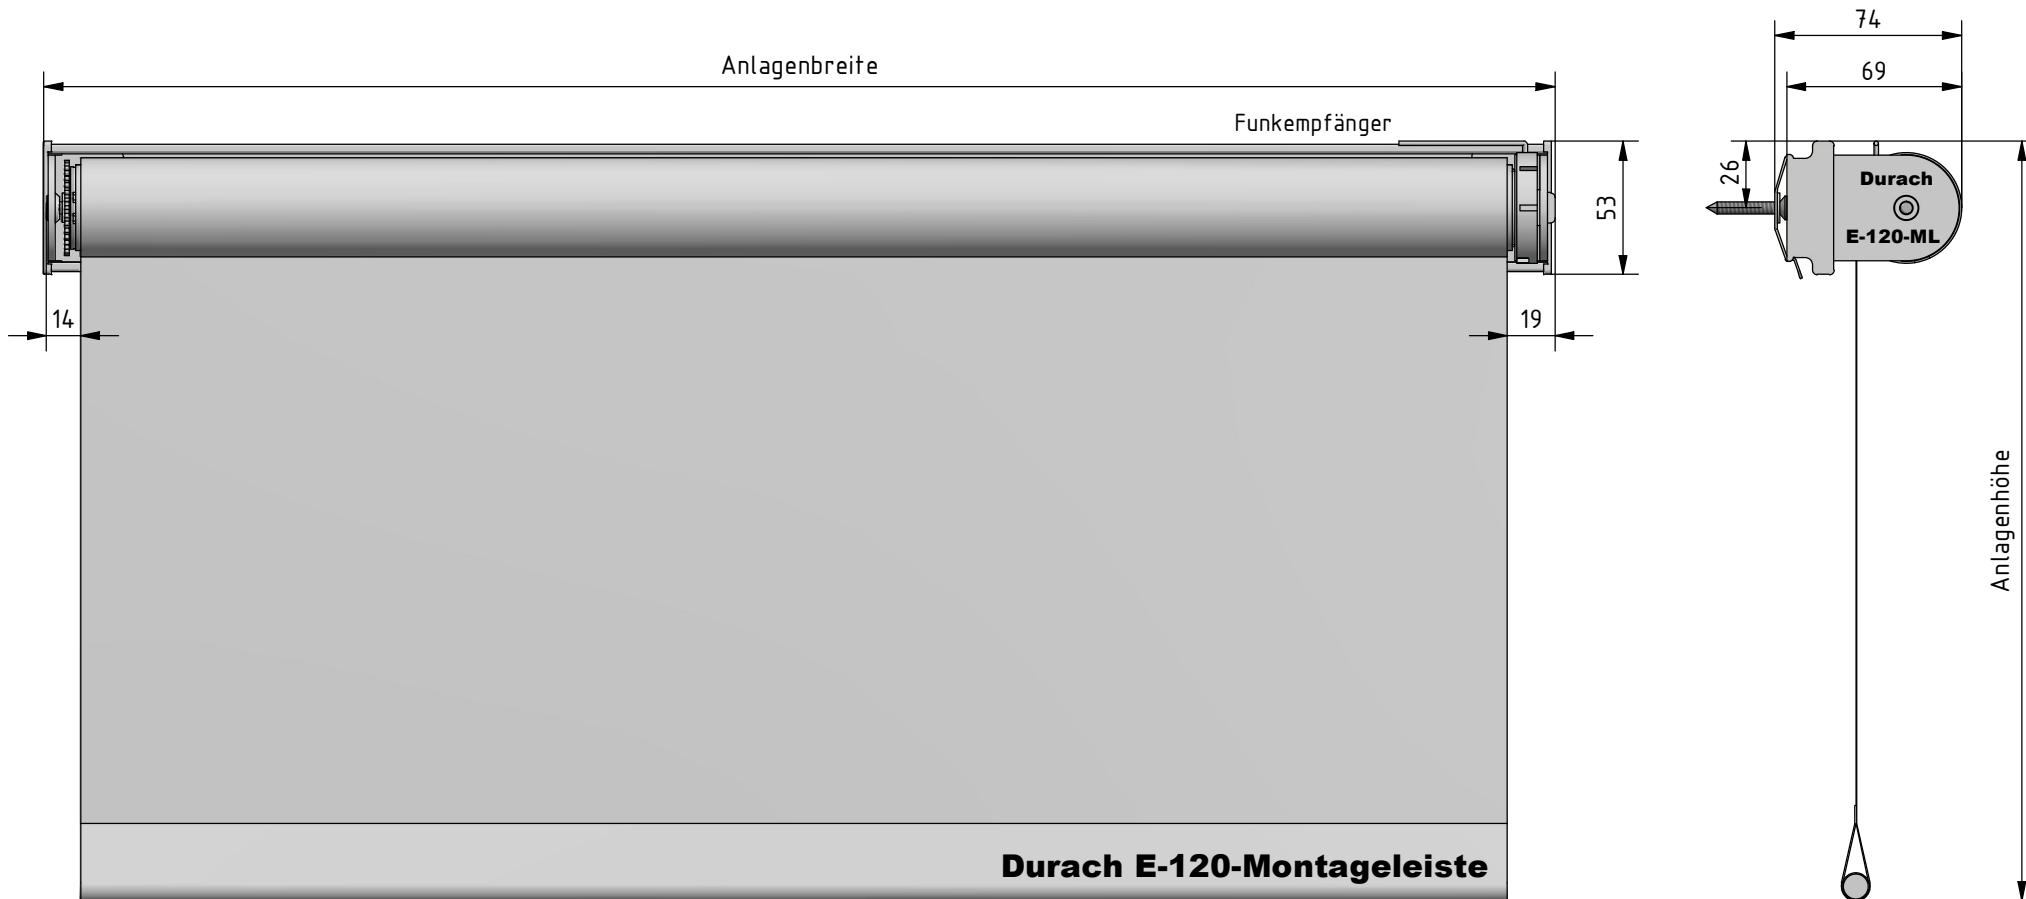 74
Anlagenbreite
69
Funkempfänger
26
53
Durach
E-120-ML
14
19
Anlagenhöhe
Durach E-120-Montageleiste